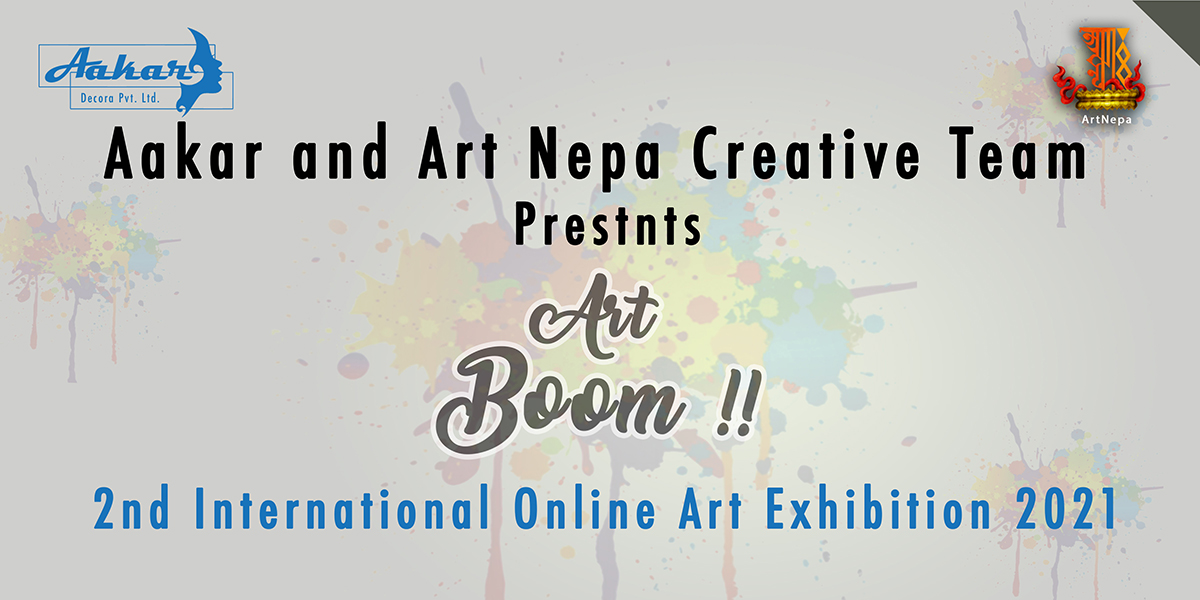 Aakar
Decora Pvt. Ltd.
ArtNepa
Aakar and Art Nepa Creative Team
Prestnts
Art
Boom !!
2nd International Online Art Exhibition 2021